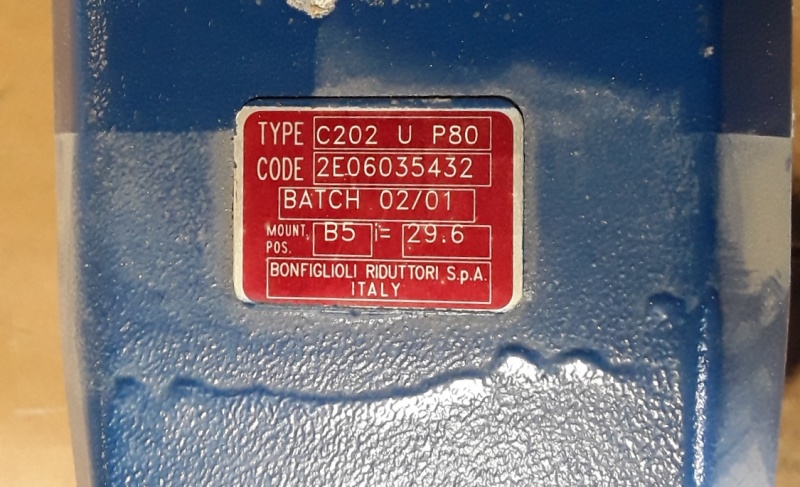 TYPE C202 U P80
CODE 2E06035432
BATCH 02/01
MOUNT. POS. B5 i= 29.6
BONFIGLIOLI RIDUTTORI S.p.A.
ITALY